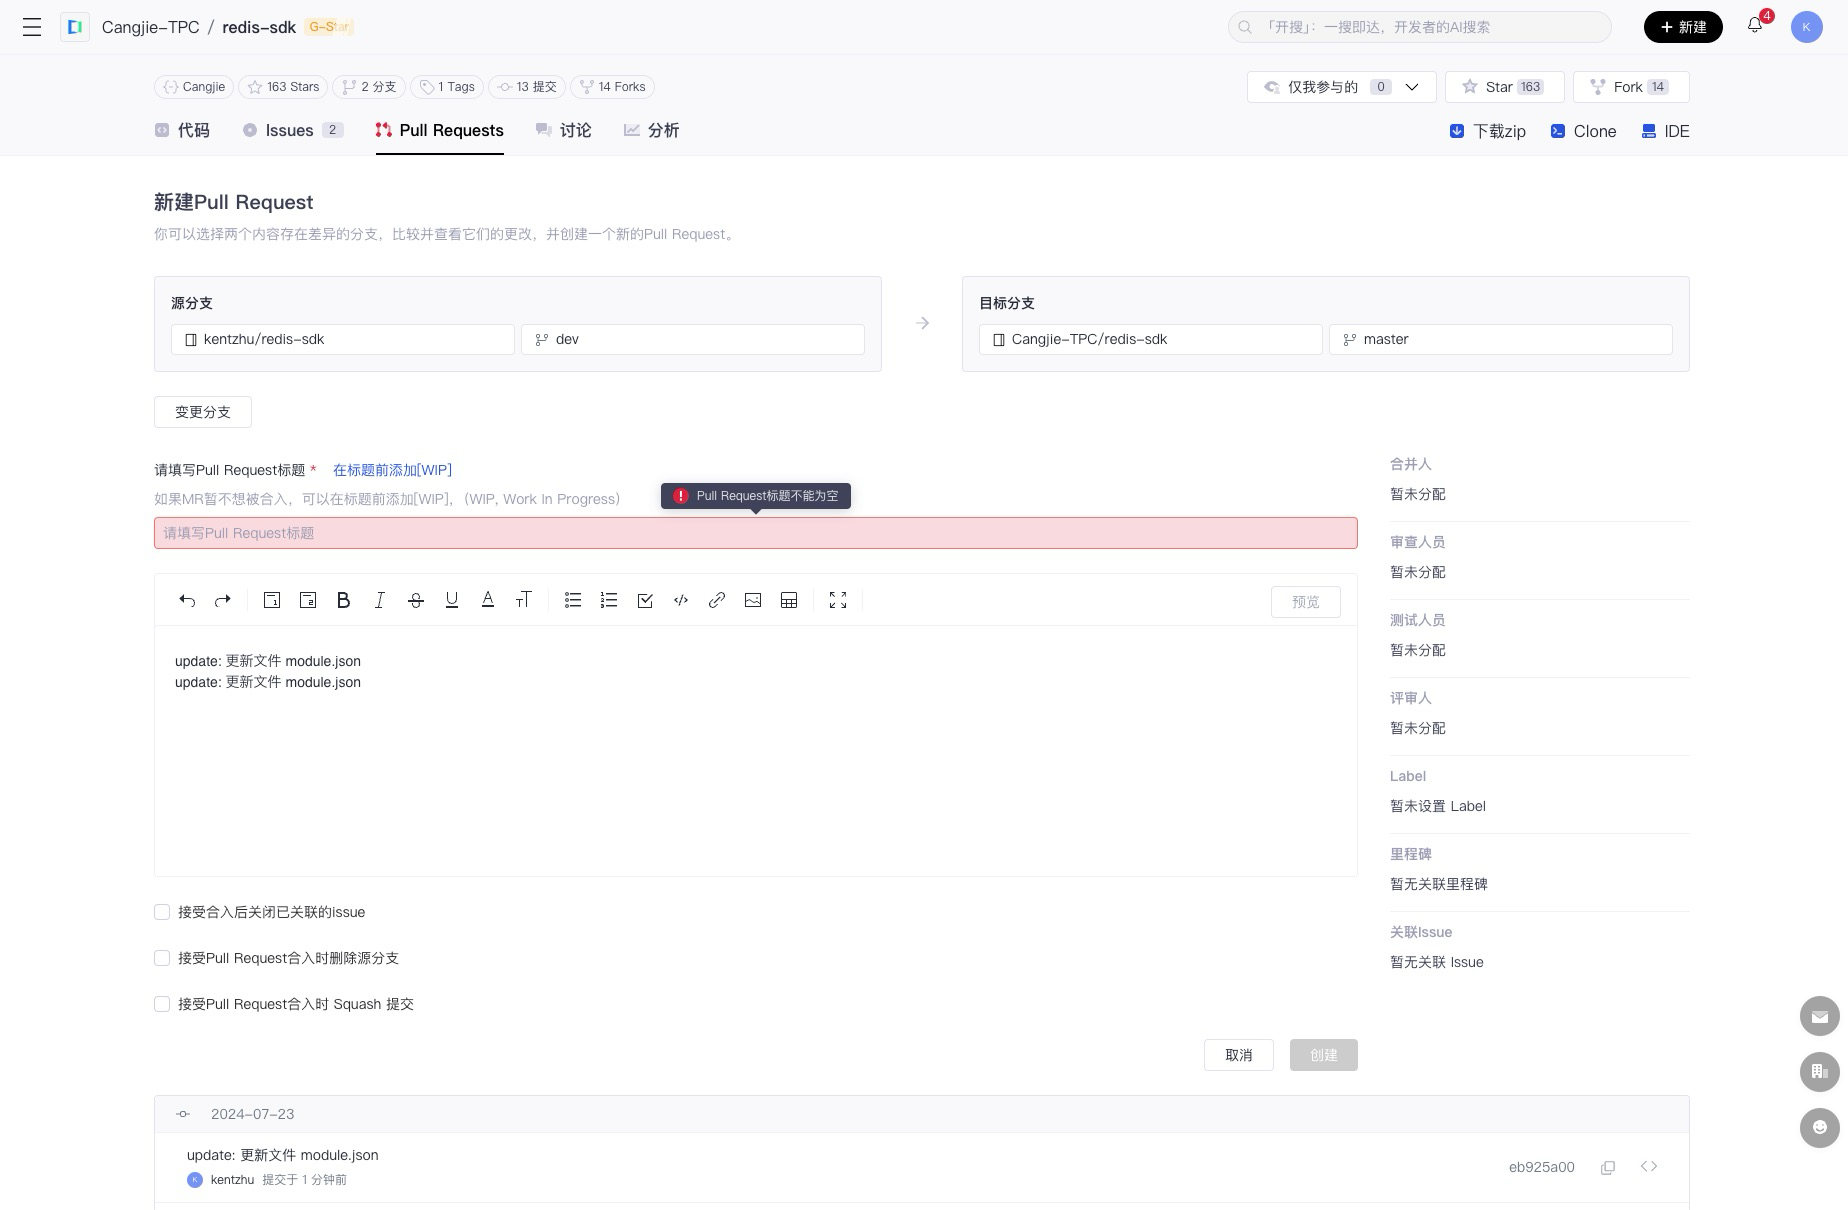 Cangjie-TPC / redis-sdk G-Star
「开搜」：一搜即达，开发者的AI搜索
新建
4
K
Cangjie
163 Stars
2 分支
1 Tags
13 提交
14 Forks
仅我参与的 0
Star 163
Fork 14
代码
Issues 2
Pull Requests
讨论
分析
下载zip
Clone
IDE
新建Pull Request
你可以选择两个内容存在差异的分支，比较并查看它们的更改，并创建一个新的Pull Request。
源分支
kentzhu/redis-sdk
dev
目标分支
Cangjie-TPC/redis-sdk
master
变更分支
请填写Pull Request标题 * 在标题前添加[WIP]
如果MR暂不想被合入，可以在标题前添加[WIP]，（WIP, Work In Progress）
Pull Request标题不能为空
请填写Pull Request标题
预览
update: 更新文件 module.json
update: 更新文件 module.json
接受合入后关闭已关联的issue
接受Pull Request合入时删除源分支
接受Pull Request合入时 Squash 提交
取消
创建
合并人
暂未分配
审查人员
暂未分配
测试人员
暂未分配
评审人
暂未分配
Label
暂未设置 Label
里程碑
暂无关联里程碑
关联Issue
暂无关联 Issue
2024-07-23
update: 更新文件 module.json
K kentzhu 提交于 1 分钟前
eb925a00